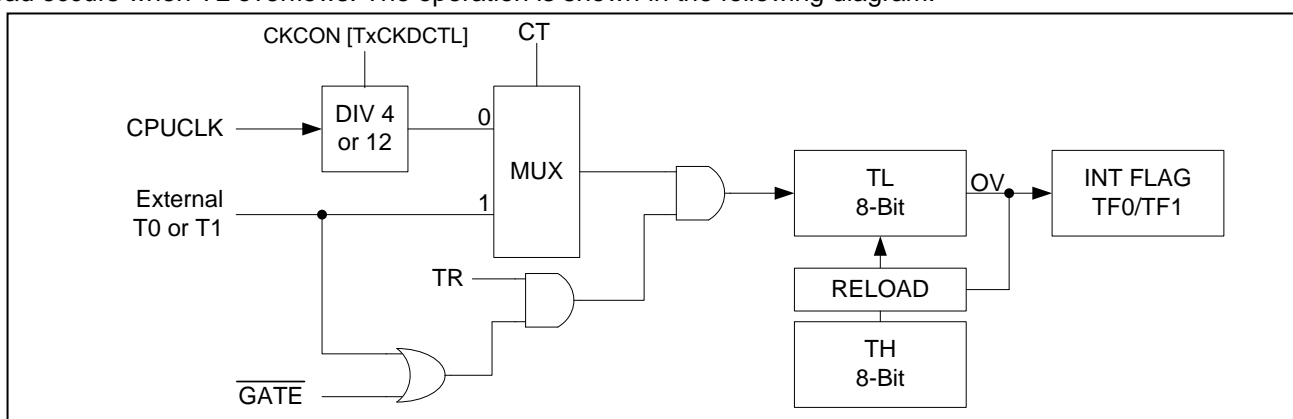 occurs when TL overflows. The operation is shown in the following diagram.
CKCON [TxCKDCTL]
CT
DIV 4
or 12
CPUCLK
0
MUX
External
T0 or T1
1
TR
GATE
TL
8-Bit
OV
INT FLAG
TF0/TF1
RELOAD
TH
8-Bit